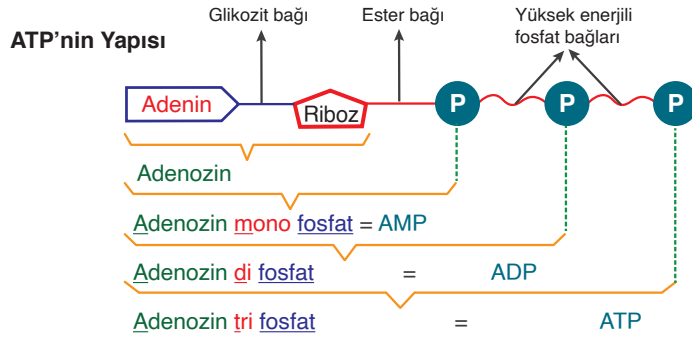 Glikozit bağı
Ester bağı
Yüksek enerjili
fosfat bağları
ATP'nin Yapısı
Adenin
Riboz
P
P
P
Adenozin
Adenozin mono fosfat = AMP
Adenozin di fosfat = ADP
Adenozin tri fosfat = ATP